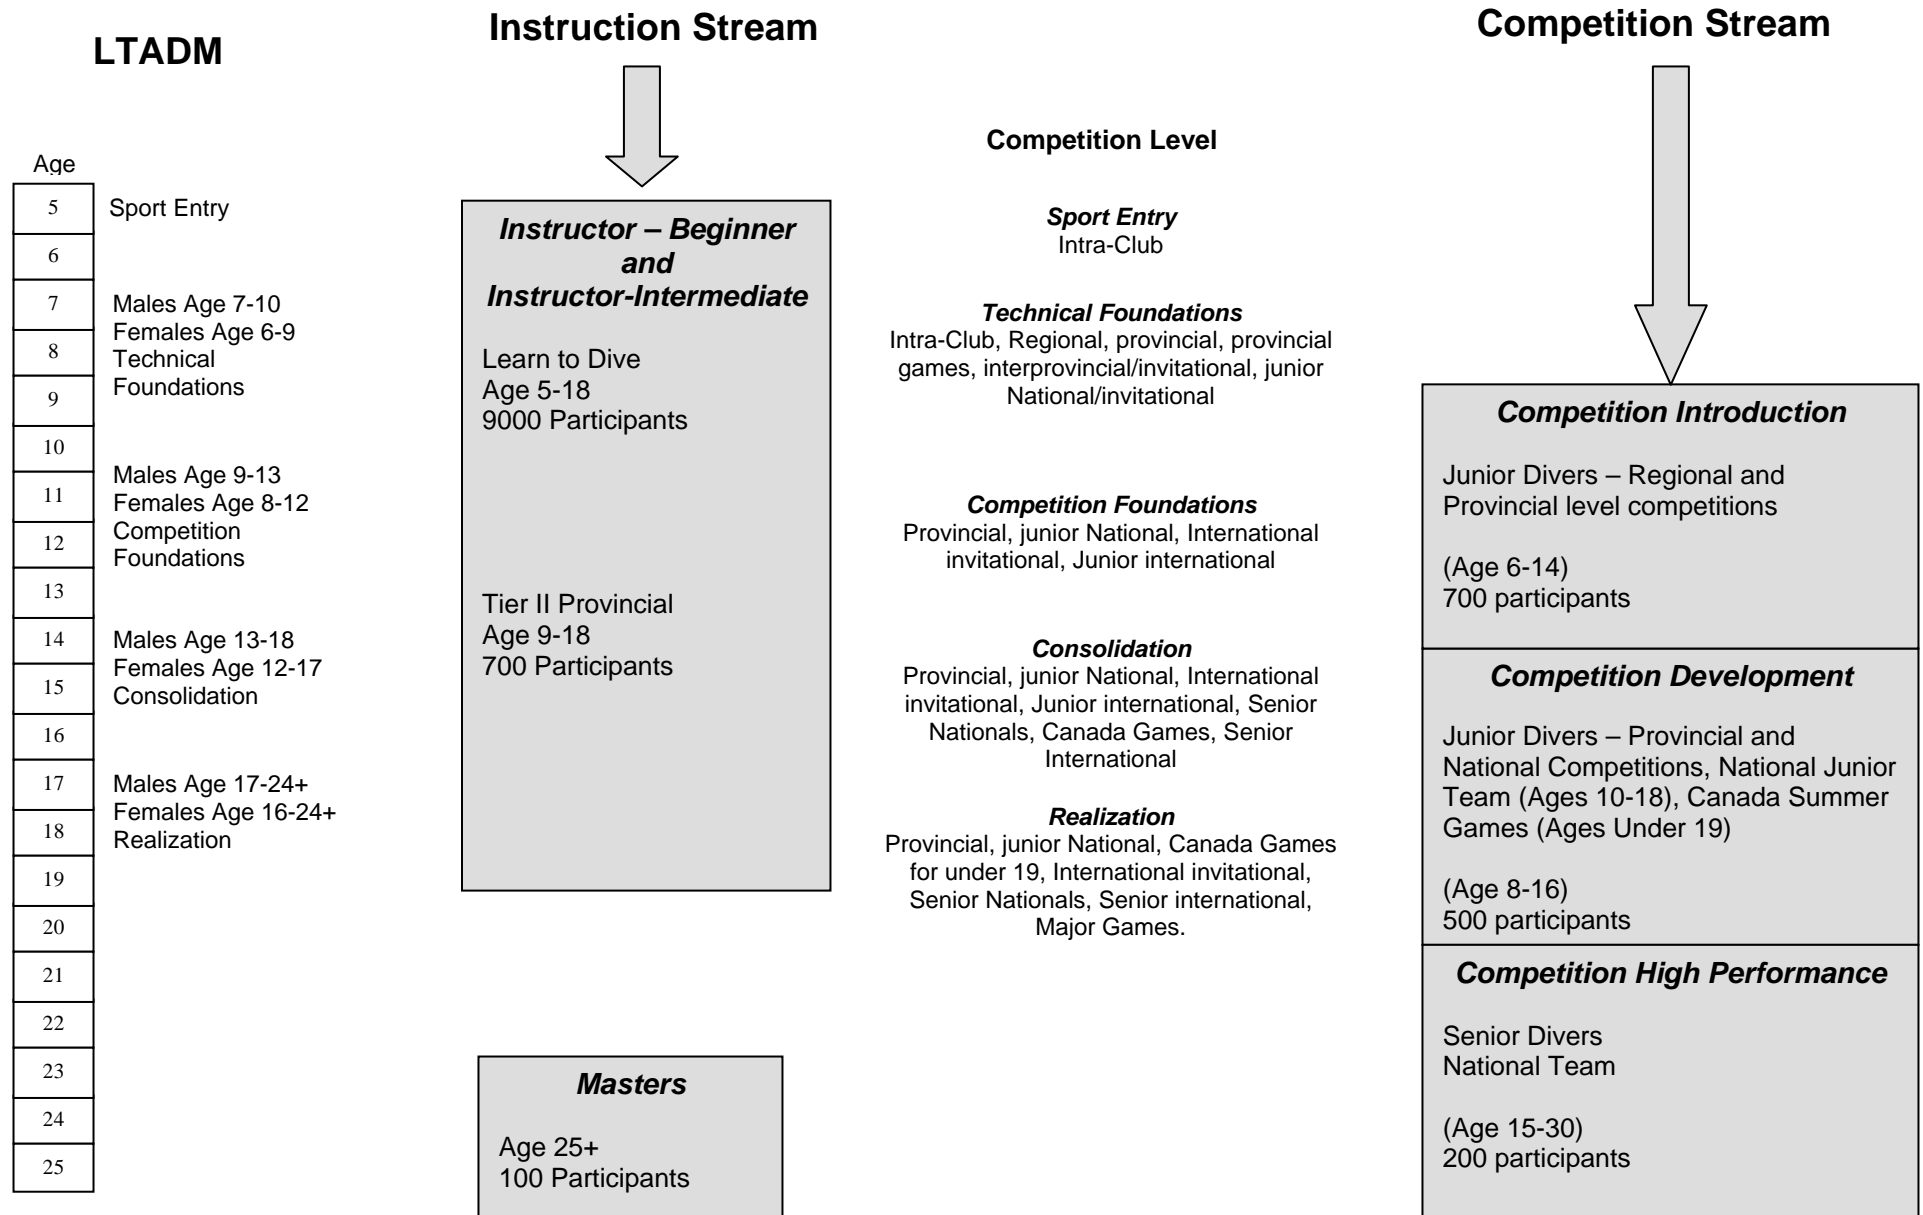 LTADM
Age
5
6
7
8
9
10
11
12
13
14
15
16
17
18
19
20
21
22
23
24
25
Sport Entry
Males Age 7-10
Females Age 6-9
Technical
Foundations
Males Age 9-13
Females Age 8-12
Competition
Foundations
Males Age 13-18
Females Age 12-17
Consolidation
Males Age 17-24+
Females Age 16-24+
Realization
Instruction Stream
Instructor – Beginner
and
Instructor-Intermediate
Learn to Dive
Age 5-18
9000 Participants
Tier II Provincial
Age 9-18
700 Participants
Masters
Age 25+
100 Participants
Competition Level
Sport Entry
Intra-Club
Technical Foundations
Intra-Club, Regional, provincial, provincial
games, interprovincial/invitational, junior
National/invitational
Competition Foundations
Provincial, junior National, International
invitational, Junior international
Consolidation
Provincial, junior National, International
invitational, Junior international, Senior
Nationals, Canada Games, Senior
International
Realization
Provincial, junior National, Canada Games
for under 19, International invitational,
Senior Nationals, Senior international,
Major Games.
Competition Stream
Competition Introduction
Junior Divers – Regional and
Provincial level competitions
(Age 6-14)
700 participants
Competition Development
Junior Divers – Provincial and
National Competitions, National Junior
Team (Ages 10-18), Canada Summer
Games (Ages Under 19)
(Age 8-16)
500 participants
Competition High Performance
Senior Divers
National Team
(Age 15-30)
200 participants